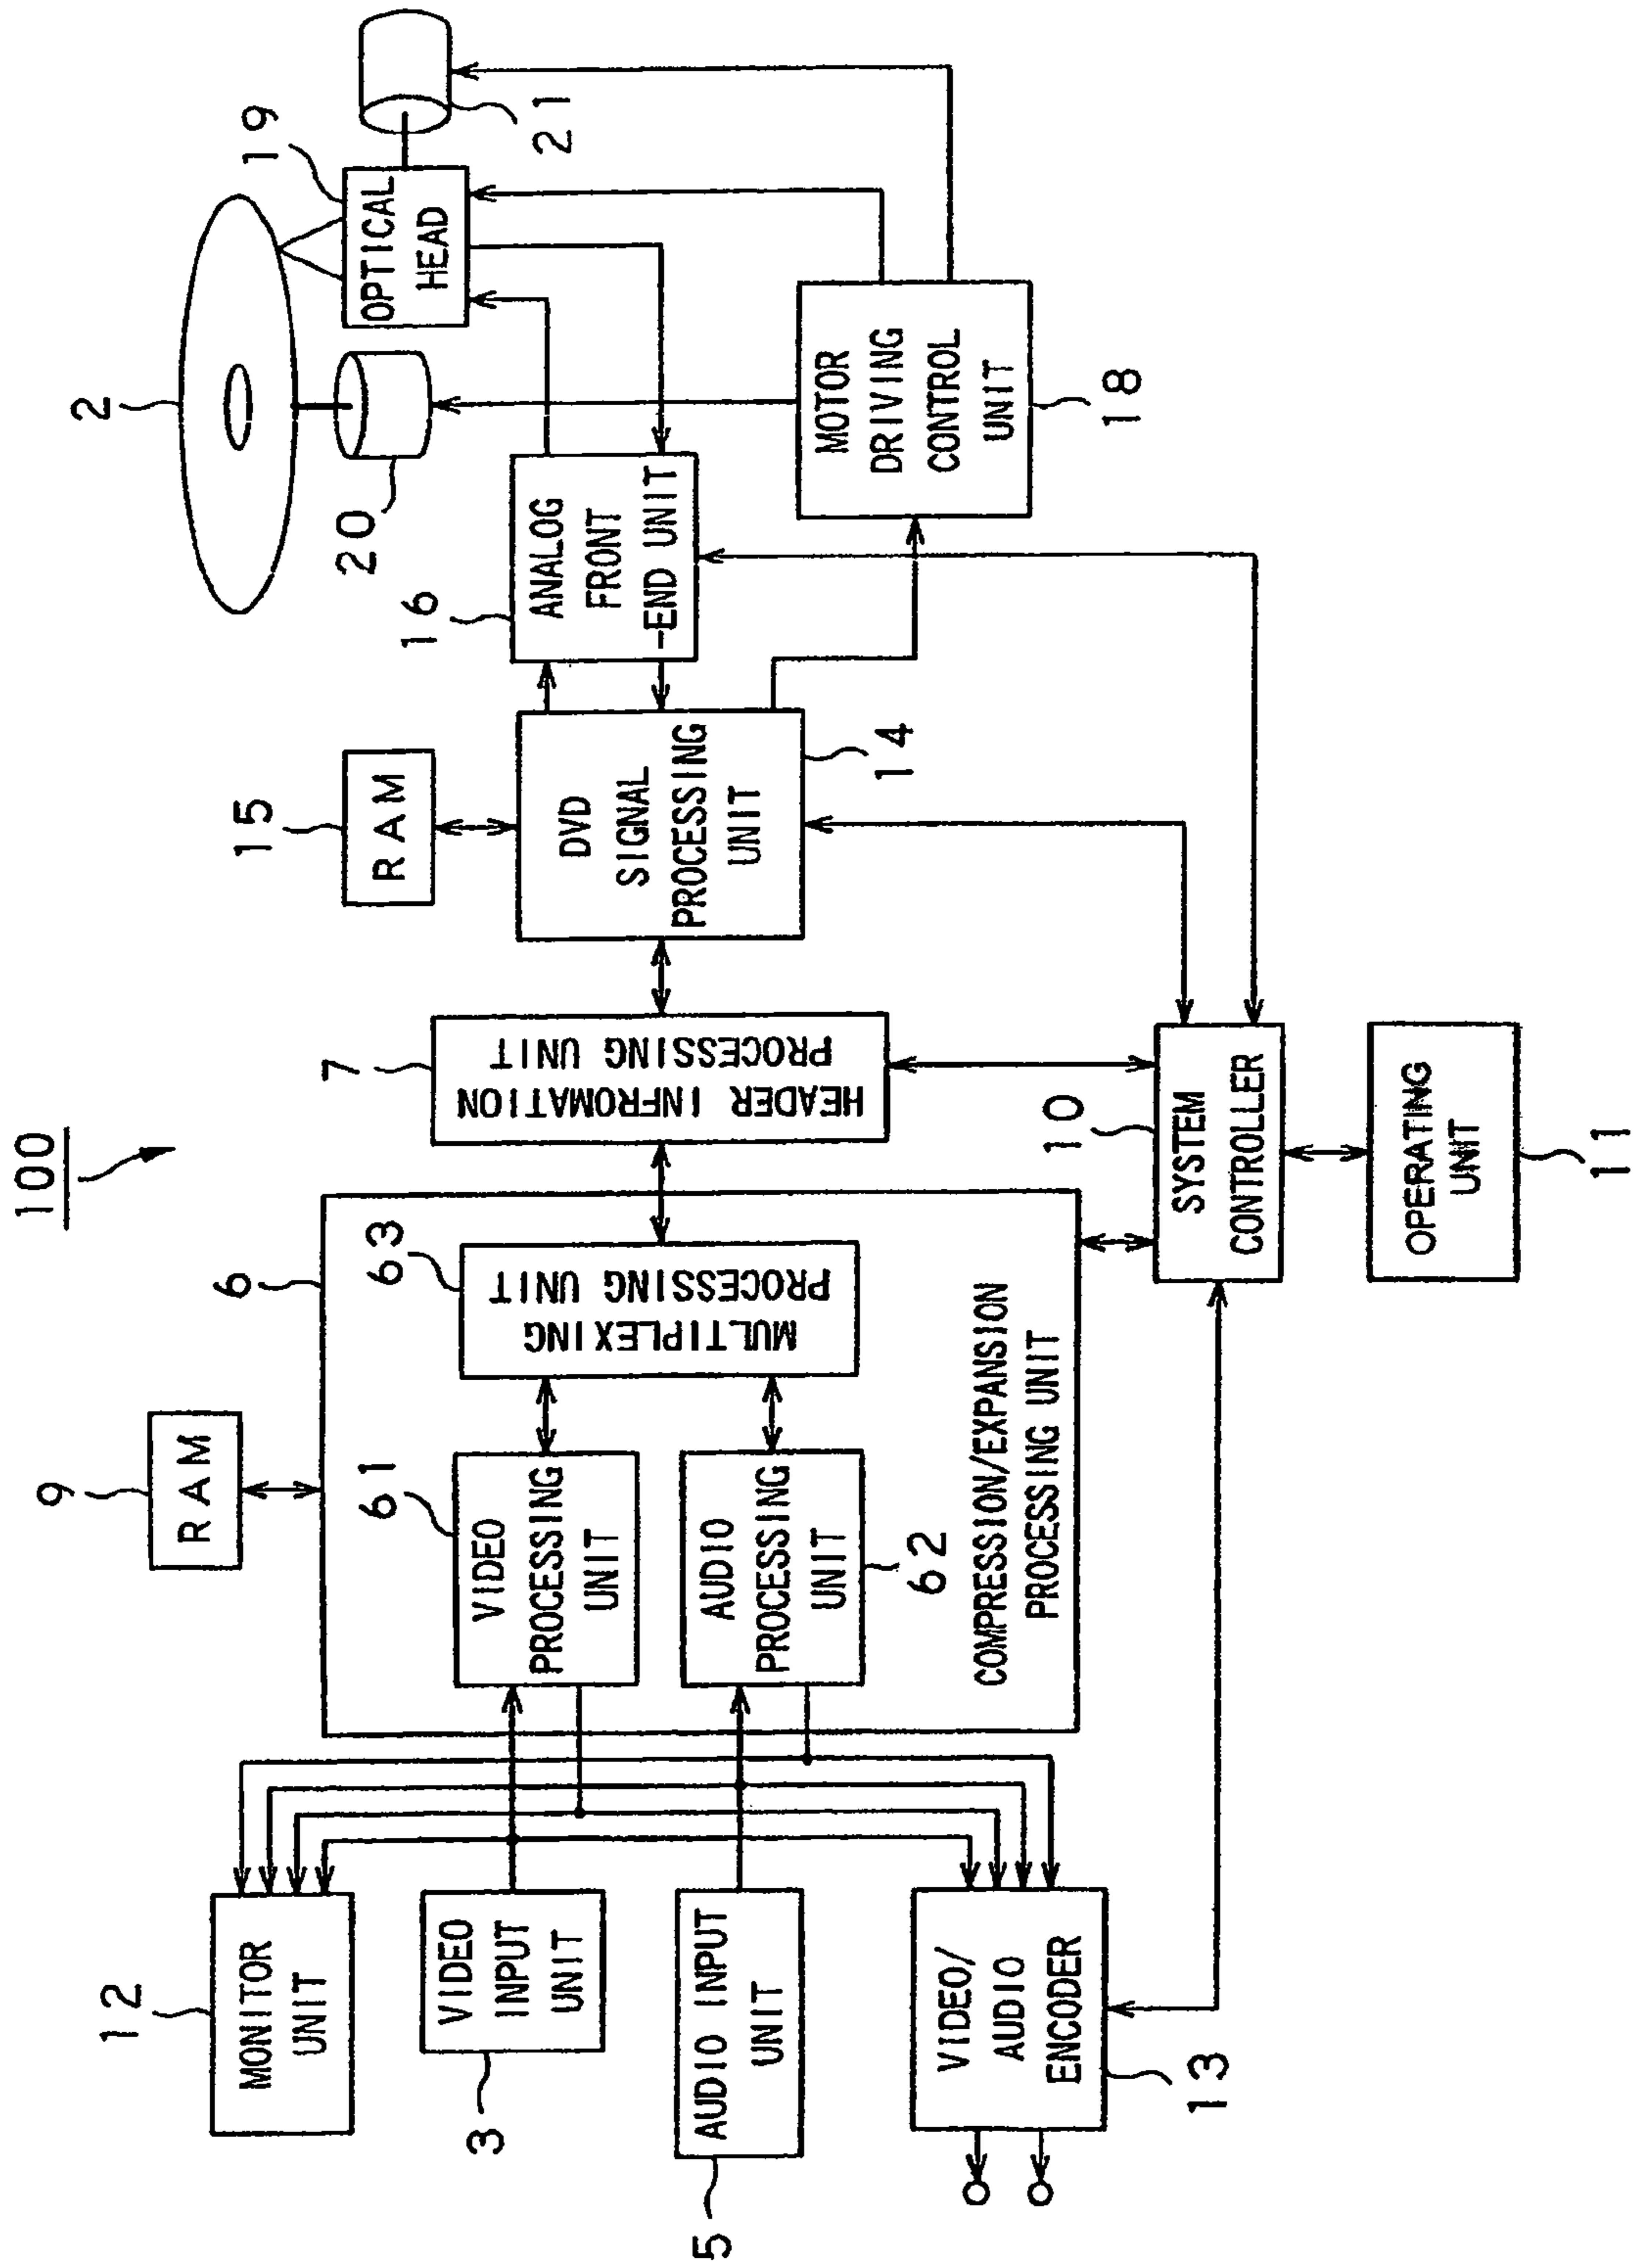 100
2
19
OPTICAL
HEAD
21
20
15
RAM
16
ANALOG
FRONT
-END UNIT
DVD
SIGNAL
PROCESSING
UNIT
14
MOTOR
DRIVING
CONTROL
UNIT
18
7
HEADER INFROMATION
PROCESSING UNIT
9
RAM
6
63
MULTIPLEXING
PROCESSING UNIT
61
VIDEO
PROCESSING
UNIT
AUDIO
PROCESSING
UNIT
62
COMPRESSION/EXPANSION
PROCESSING UNIT
10
SYSTEM
CONTROLLER
OPERATING
UNIT
11
12
MONITOR
UNIT
VIDEO
INPUT
UNIT
3
AUDIO INPUT
UNIT
5
VIDEO/
AUDIO
ENCODER
13